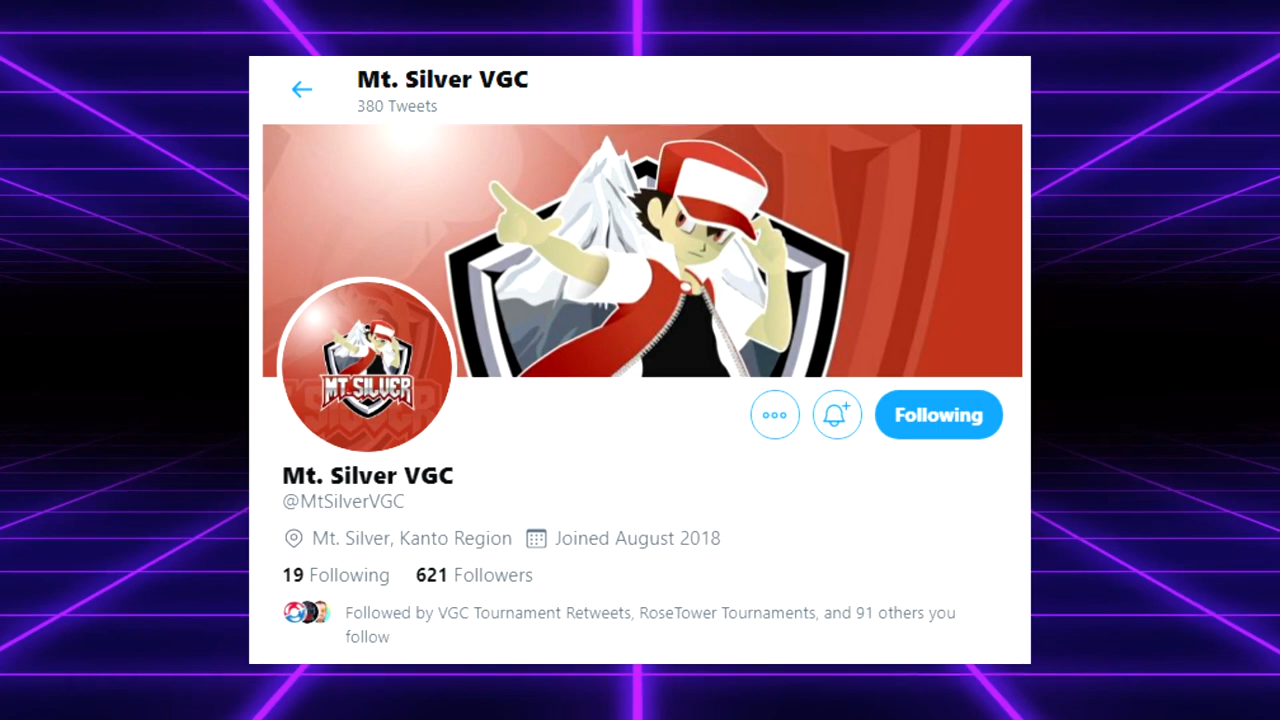 Mt. Silver VGC
380 Tweets
MT. SILVER
Following
Mt. Silver VGC
@MtSilverVGC
Mt. Silver, Kanto Region Joined August 2018
19 Following 621 Followers
Followed by VGC Tournament Retweets, RoseTower Tournaments, and 91 others you
follow